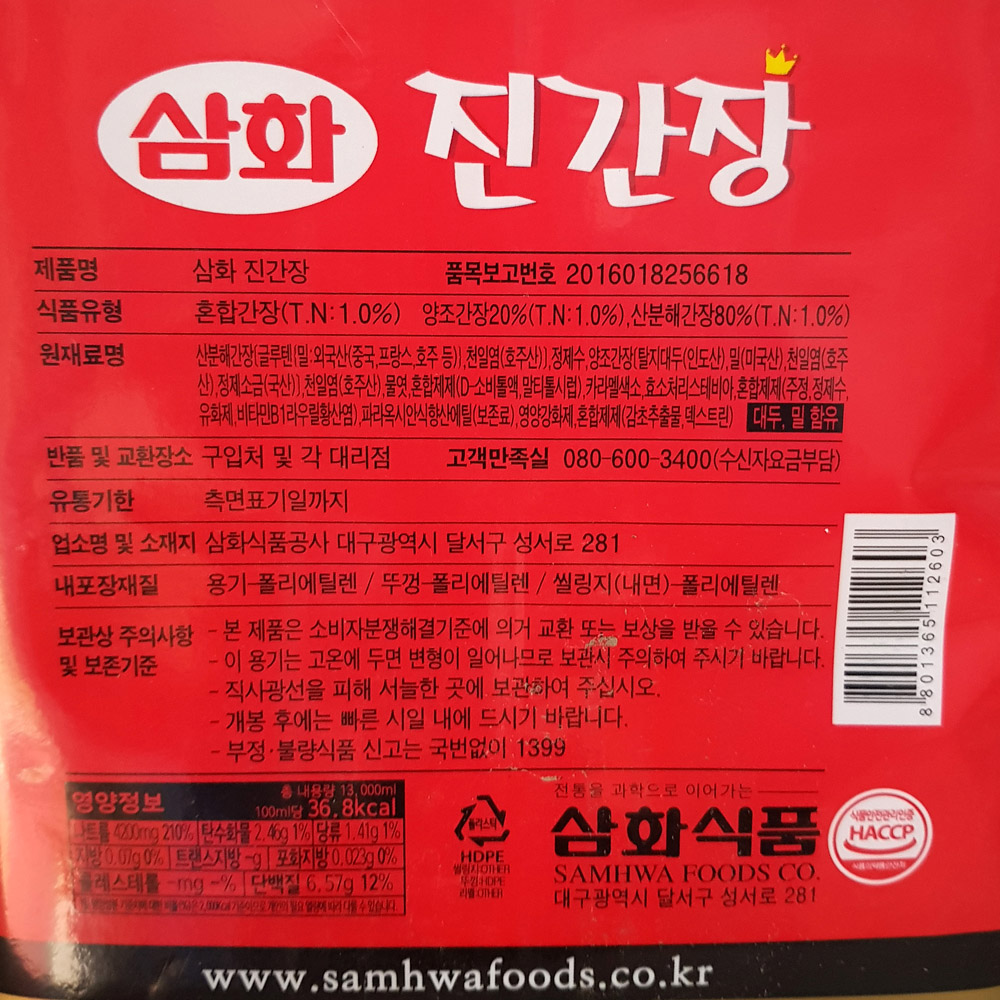 삼화 진간장
제품명 삼화 진간장 품목보고번호 2016018256618
식품유형 혼합간장(T.N:1.0%) 양조간장20%(T.N:1.0%),산분해간장80%(T.N:1.0%)
원재료명 산분해간장{글루텐(밀:외국산(중국,프랑스,호주 등)),천일염(호주산)},정제수,양조간장{탈지대두(인도산),밀(미국산),천일염(호주
산),정제소금(국산)},천일염(호주산),물엿,혼합제제(D-소비톨액,말티톨시럽),카라멜색소,효소처리스테비아,혼합제제(주정,정제수,
유화제,비타민B1라우릴황산염),파라옥시안식향산에틸(보존료),영양강화제,혼합제제(감초추출물,덱스트린) 대두, 밀 함유
반품 및 교환장소 구입처 및 각 대리점 고객만족실 080-600-3400(수신자요금부담)
유통기한 측면표기일까지
업소명 및 소재지 삼화식품공사 대구광역시 달서구 성서로 281
내포장재질 용기-폴리에틸렌 / 뚜껑-폴리에틸렌 / 씰링지(내면)-폴리에틸렌
보관상 주의사항 - 본 제품은 소비자분쟁해결기준에 의거 교환 또는 보상을 받을 수 있습니다.
및 보존기준 - 이 용기는 고온에 두면 변형이 일어나므로 보관시 주의하여 주시기 바랍니다.
- 직사광선을 피해 서늘한 곳에 보관하여 주십시오.
- 개봉 후에는 빠른 시일 내에 드시기 바랍니다.
- 부정·불량식품 신고는 국번없이 1399
8 801365 112603
영양정보 총 내용량 13,000ml
100ml당 36.8kcal
나트륨 4200mg 210% 탄수화물 2.46g 1% 당류 1.41g 1%
지방 0.07g 0% 트랜스지방 -g 포화지방 0.023g 0%
콜레스테롤 -mg -% 단백질 6.57g 12%
플라스틱
HDPE
씰링지:OTHER
뚜껑:HDPE
라벨:OTHER
전통을 과학으로 이어가는
삼화식품
SAMHWA FOODS CO.
대구광역시 달서구 성서로 281
식품안전관리인증
HACCP
www.samhwafoods.co.kr